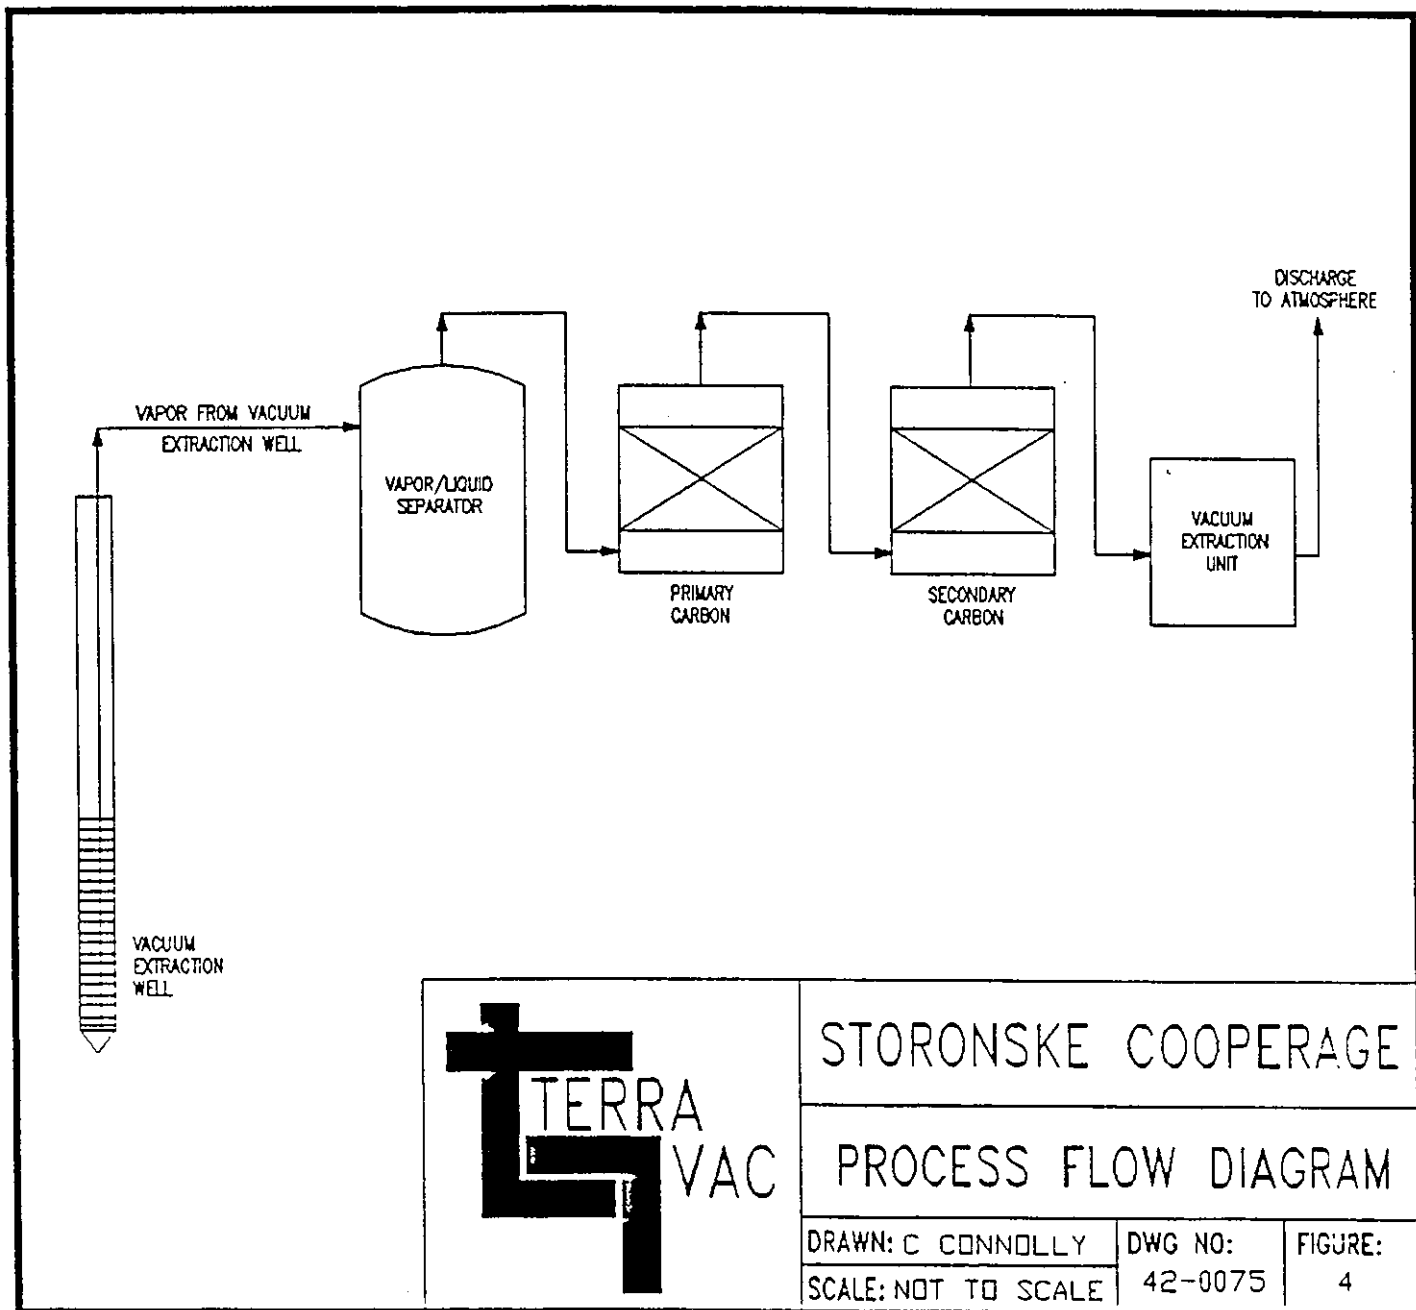 DISCHARGE
TO ATMOSPHERE
VAPOR FROM VACUUM
EXTRACTION WELL
VAPOR/LIQUID
SEPARATOR
VACUUM
EXTRACTION
UNIT
PRIMARY
CARBON
SECONDARY
CARBON
VACUUM
EXTRACTION
WELL
TERRA
VAC
STORONSKE COOPERAGE
PROCESS FLOW DIAGRAM
DRAWN: C CONNOLLY
SCALE: NOT TO SCALE
DWG NO:
42-0075
FIGURE:
4